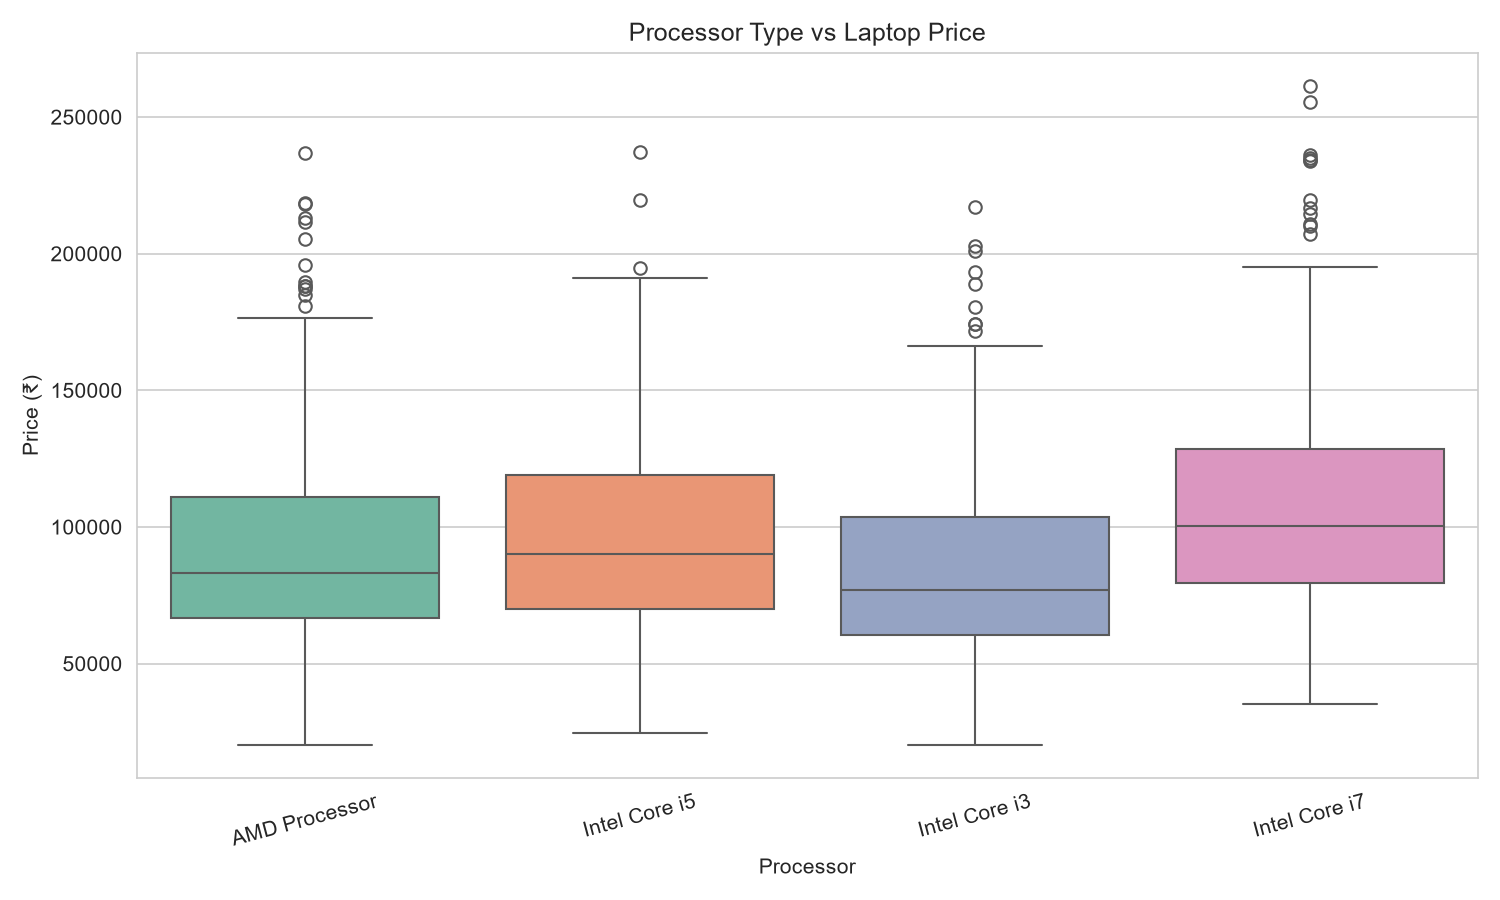 Processor Type vs Laptop Price
Price (₹)
250000
200000
150000
100000
50000
AMD Processor
Intel Core i5
Intel Core i3
Intel Core i7
Processor